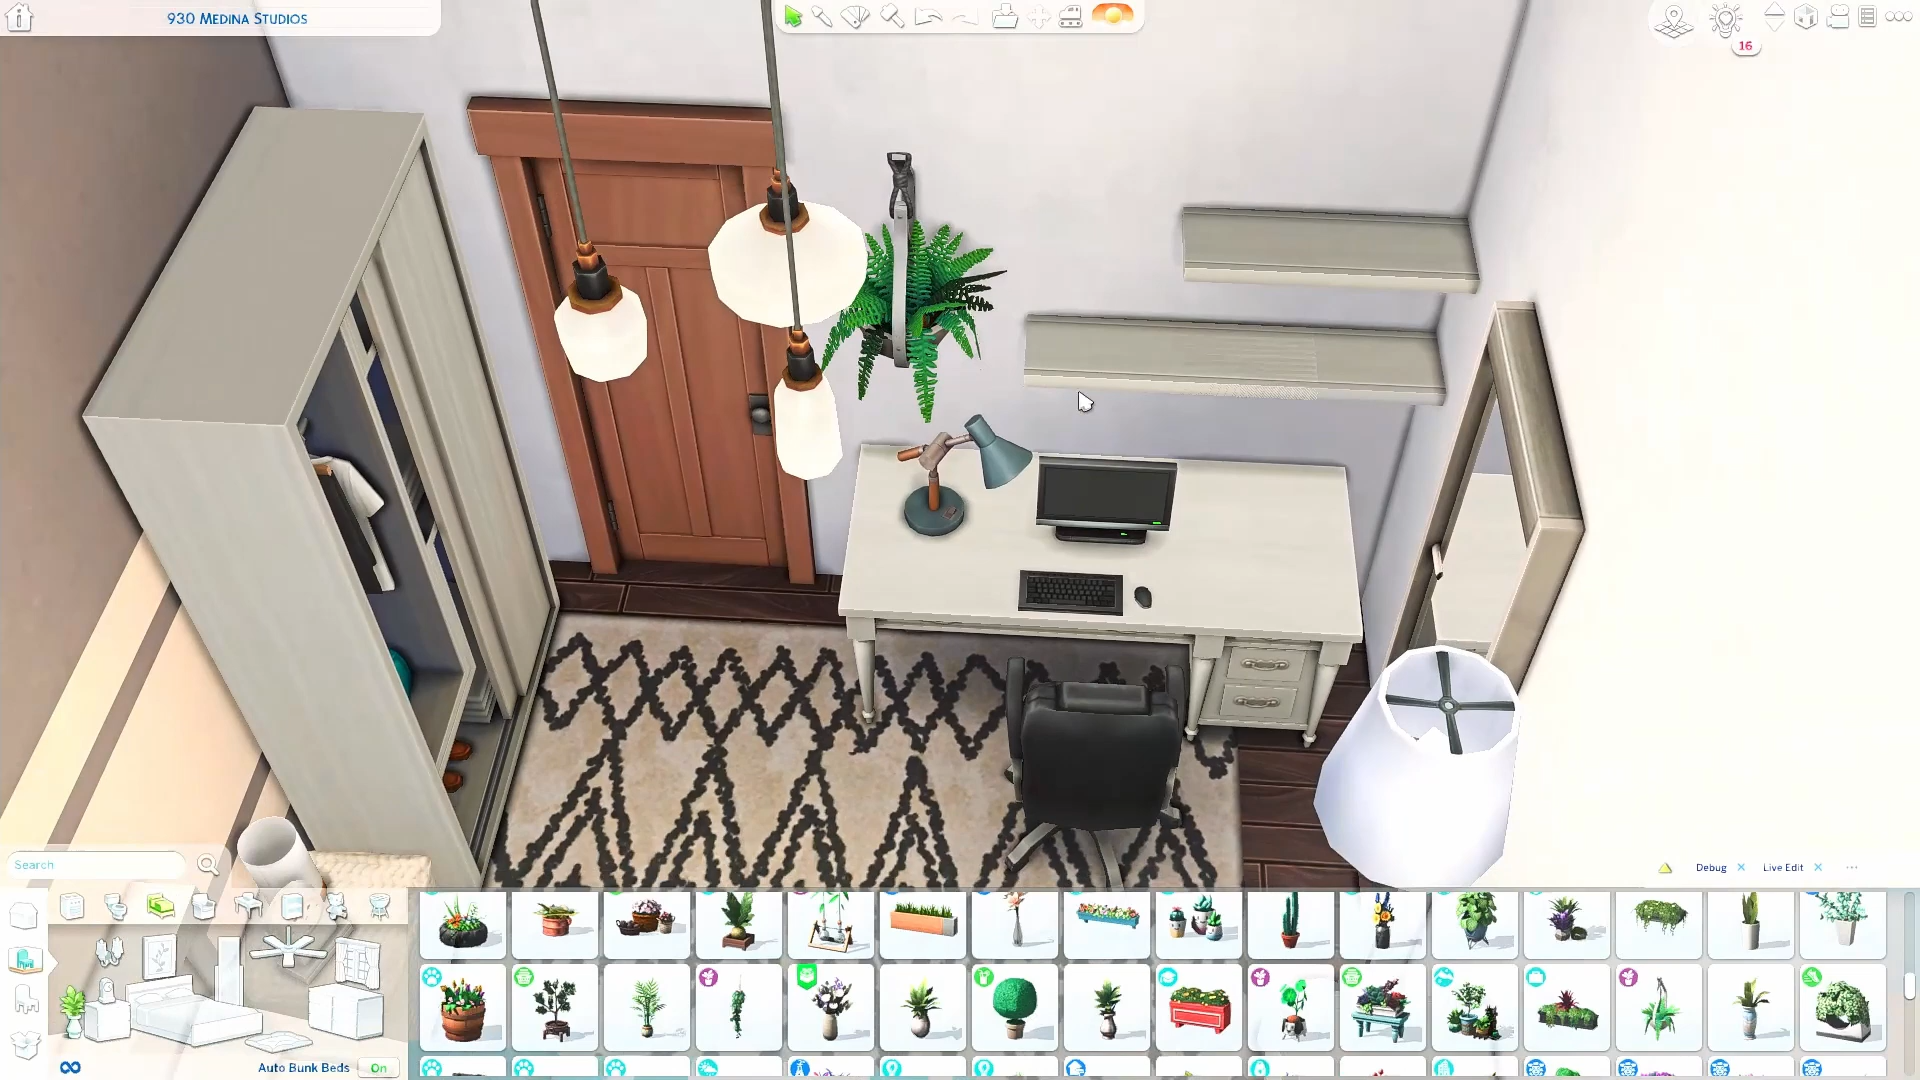 930 Medina Studios
16
Search
Debug
Live Edit
Auto Bunk Beds
On